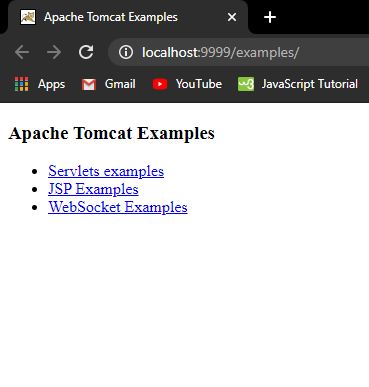 Apache Tomcat Examples
localhost:9999/examples/
Apps Gmail YouTube JavaScript Tutorial
Apache Tomcat Examples
Servlets examples
JSP Examples
WebSocket Examples